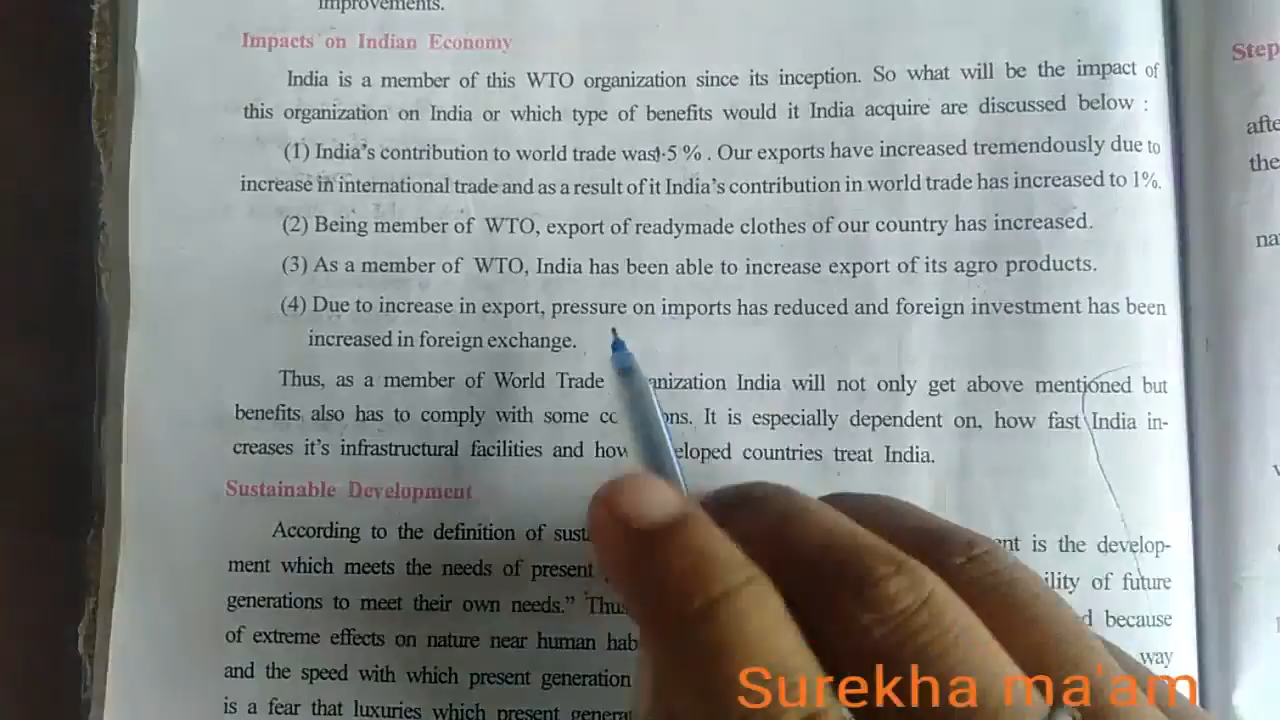 improvements.
Impacts on Indian Economy
India is a member of this WTO organization since its inception. So what will be the impact of
this organization on India or which type of benefits would it India acquire are discussed below :
(1) India's contribution to world trade was ·5 % . Our exports have increased tremendously due to
increase in international trade and as a result of it India's contribution in world trade has increased to 1%.
(2) Being member of WTO, export of readymade clothes of our country has increased.
(3) As a member of WTO, India has been able to increase export of its agro products.
(4) Due to increase in export, pressure on imports has reduced and foreign investment has been
increased in foreign exchange.
Thus, as a member of World Trade anization India will not only get above mentioned but
benefits also has to comply with some ons. It is especially dependent on, how fast India in-
creases it's infrastructural facilities and how eloped countries treat India.
Sustainable Development
According to the definition of sust nt is the develop-
ment which meets the needs of present ility of future
generations to meet their own needs." Thus because
of extreme effects on nature near human hab way
and the speed with which present generation
is a fear that luxuries which present
Step
afte
the
na
Surekha ma'am